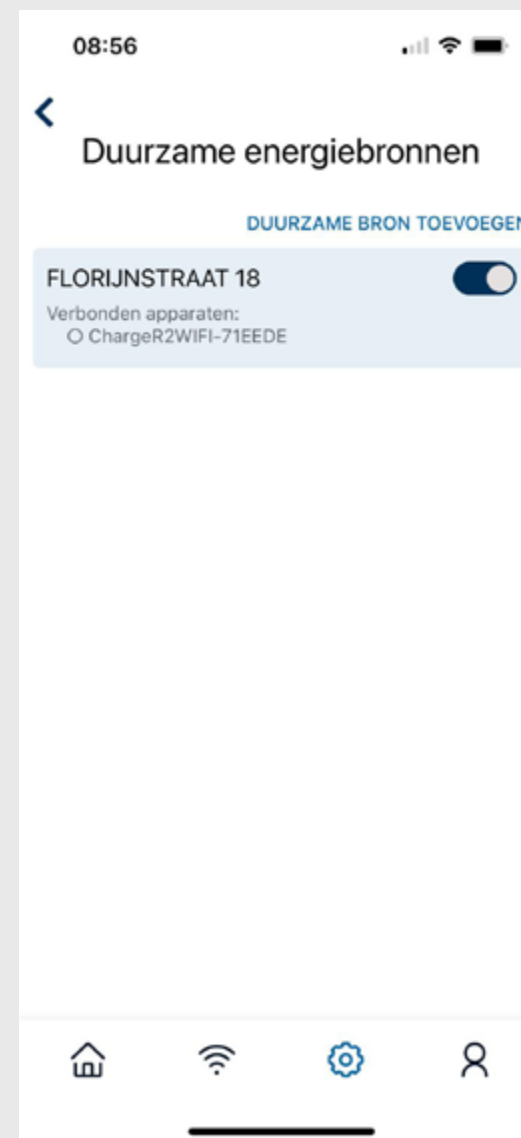 08:56
Duurzame energiebronnen
DUURZAME BRON TOEVOEGEN
FLORIJNSTRAAT 18
Verbonden apparaten:
ChargeR2WIFI-71EEDE